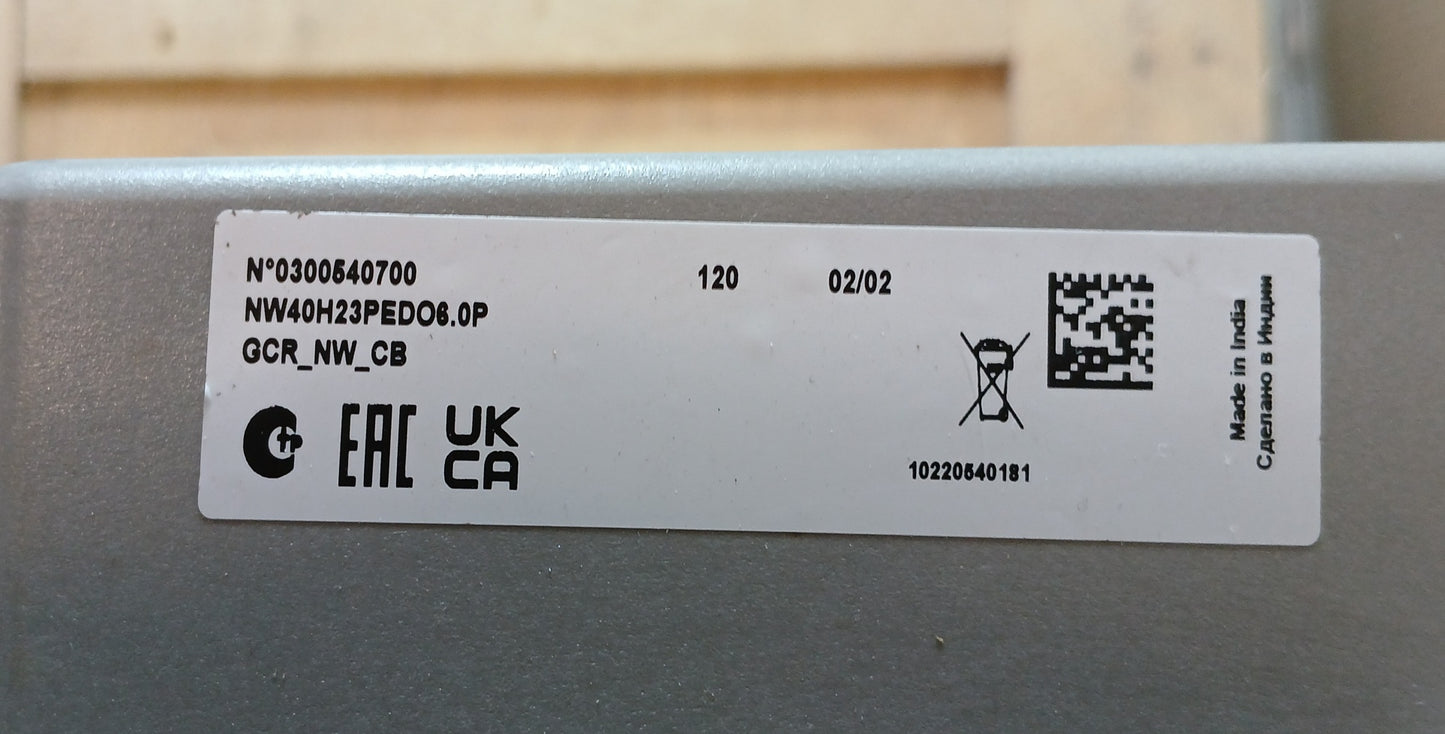 N°0300540700
120
02/02
NW40H23PEDO6.0P
GCR_NW_CB
EAC
UK
CA
10220540181
Made in India
Сделано в Индии